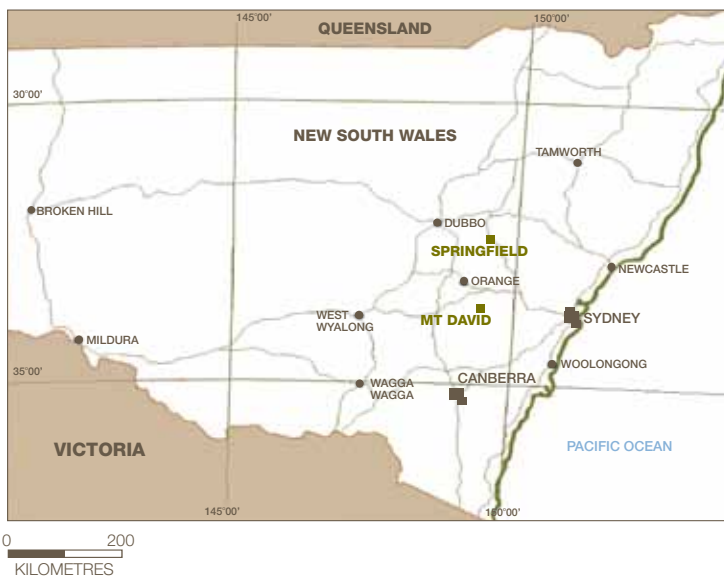 145°00'
150°00'
QUEENSLAND
30°00'
NEW SOUTH WALES
TAMWORTH
BROKEN HILL
DUBBO
SPRINGFIELD
NEWCASTLE
ORANGE
WEST
WYALONG
MT DAVID
SYDNEY
MILDURA
WOOLONGONG
35°00'
WAGGA
WAGGA
CANBERRA
VICTORIA
PACIFIC OCEAN
145°00'
150°00'
0 200
KILOMETRES